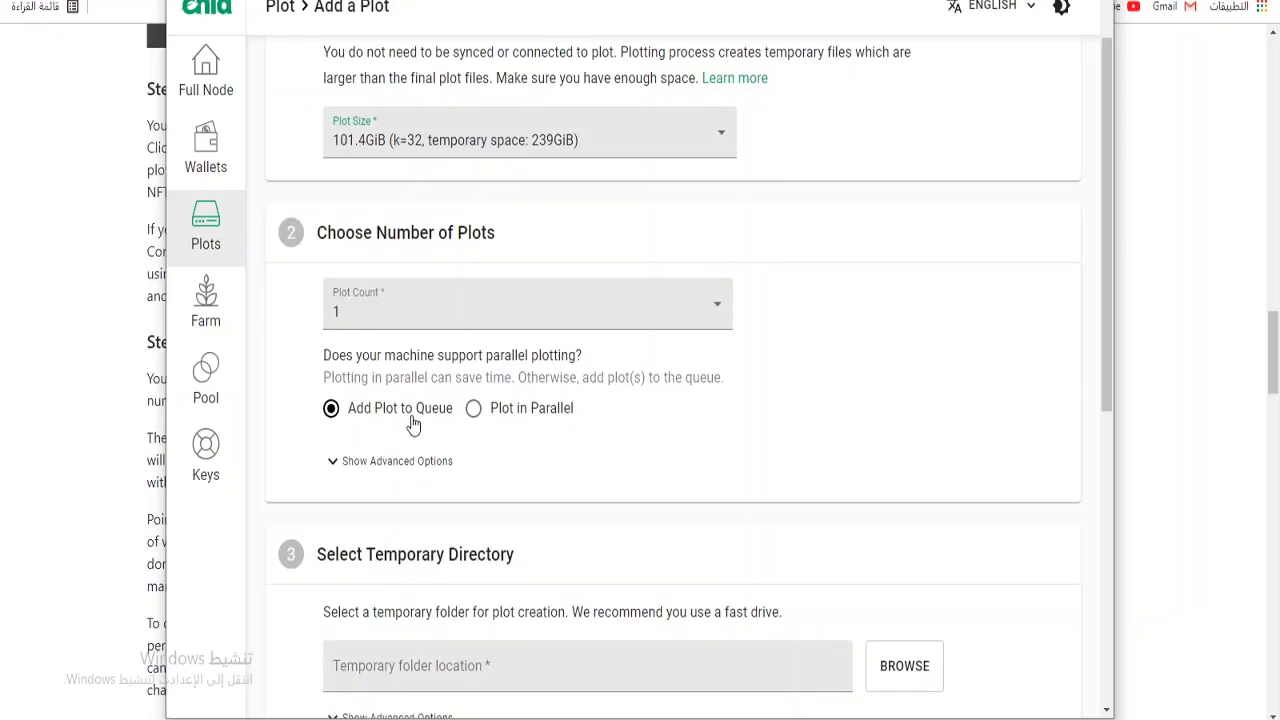 قائمة القراءة
chia
Plot > Add a Plot
ENGLISH
Gmail
التطبيقات
You do not need to be synced or connected to plot. Plotting process creates temporary files which are
larger than the final plot files. Make sure you have enough space. Learn more
Full Node
Wallets
Plots
Farm
Pool
Keys
Plot Size *
101.4GiB (k=32, temporary space: 239GiB)
2 Choose Number of Plots
Plot Count *
1
Does your machine support parallel plotting?
Plotting in parallel can save time. Otherwise, add plot(s) to the queue.
Add Plot to Queue
Plot in Parallel
Show Advanced Options
3 Select Temporary Directory
Select a temporary folder for plot creation. We recommend you use a fast drive.
Temporary folder location *
BROWSE
Show Advanced Options
تنشيط Windows
انتقل إلى الإعدادات لتنشيط Windows.